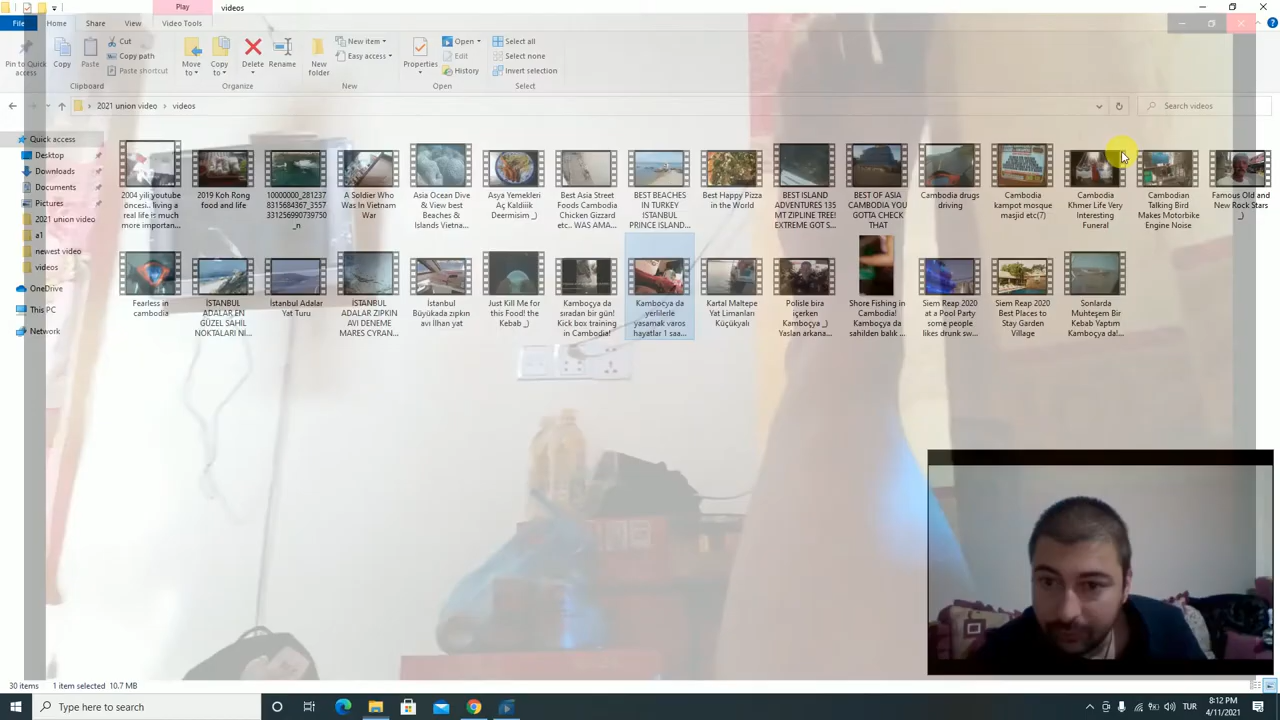 Play
videos
File
Home
Share
View
Video Tools
Pin to Quick
access
Copy
Paste
Cut
Copy path
Paste shortcut
Clipboard
Move
to
Copy
to
Delete
Rename
Organize
New
folder
New item
Easy access
New
Properties
Open
Edit
History
Open
Select all
Select none
Invert selection
Select
2021 union video
videos
Search videos
Quick access
Desktop
Downloads
Documents
Pictures
2021 union video
a1
newest video
videos
OneDrive
This PC
Network
2004 yili youtube
öncesi.. living a
real life is much
more importan...
2019 Koh Rong
food and life
10000000_281237
8315684367_3557
331256990739750
_n
A Soldier Who
Was In Vietnam
War
Asia Ocean Dive
& View best
Beaches &
Islands Vietna...
Asya Yemekleri
Aç Kaldiik
Deermisim _)
Best Asia Street
Foods Cambodia
Chicken Gizzard
etc.. WAS AMA...
BEST BEACHES
IN TURKEY
ISTANBUL
PRINCE ISLAND...
Best Happy Pizza
in the World
BEST ISLAND
ADVENTURES 135
MT ZIPLINE TREE!
EXTREME GOT S...
BEST OF ASIA
CAMBODIA YOU
GOTTA CHECK
THAT
Cambodia drugs
driving
Cambodia
kampot mosque
masjid etc(7)
Cambodia
Khmer Life Very
Interesting
Funeral
Cambodian
Talking Bird
Makes Motorbike
Engine Noise
Famous Old and
New Rock Stars
_)
Fearless in
cambodia
İSTANBUL
ADALAR,EN
GÜZEL SAHIL
NOKTALARI Nİ...
İstanbul Adalar
Yat Turu
ISTANBUL
ADALAR ZIPKIN
AVI DENEME
MARES CYRAN...
İstanbul
Büyükada zıpkın
avı İlhan yat
Just Kill Me for
this Food! the
Kebab _)
Kamboçya da
sıradan bir gün!
Kick box training
in Cambodia!
Kamboçya da
yerlilerle
yasamak varos
hayatlar 1 saa...
Kartal Maltepe
Yat Limanları
Küçükyalı
Polisle bira
içerken
Kamboçya _)
Yaslan arkana...
Shore Fishing in
Cambodia!
Kamboçya da
sahilden balık ...
Siem Reap 2020
at a Pool Party
some people
likes drunk sw...
Siem Reap 2020
Best Places to
Stay Garden
Village
Sonlarda
Muhteşem Bir
Kebab Yaptım
Kamboçya da!...
30 items
1 item selected 10.7 MB
Type here to search
TUR
8:12 PM
4/11/2021